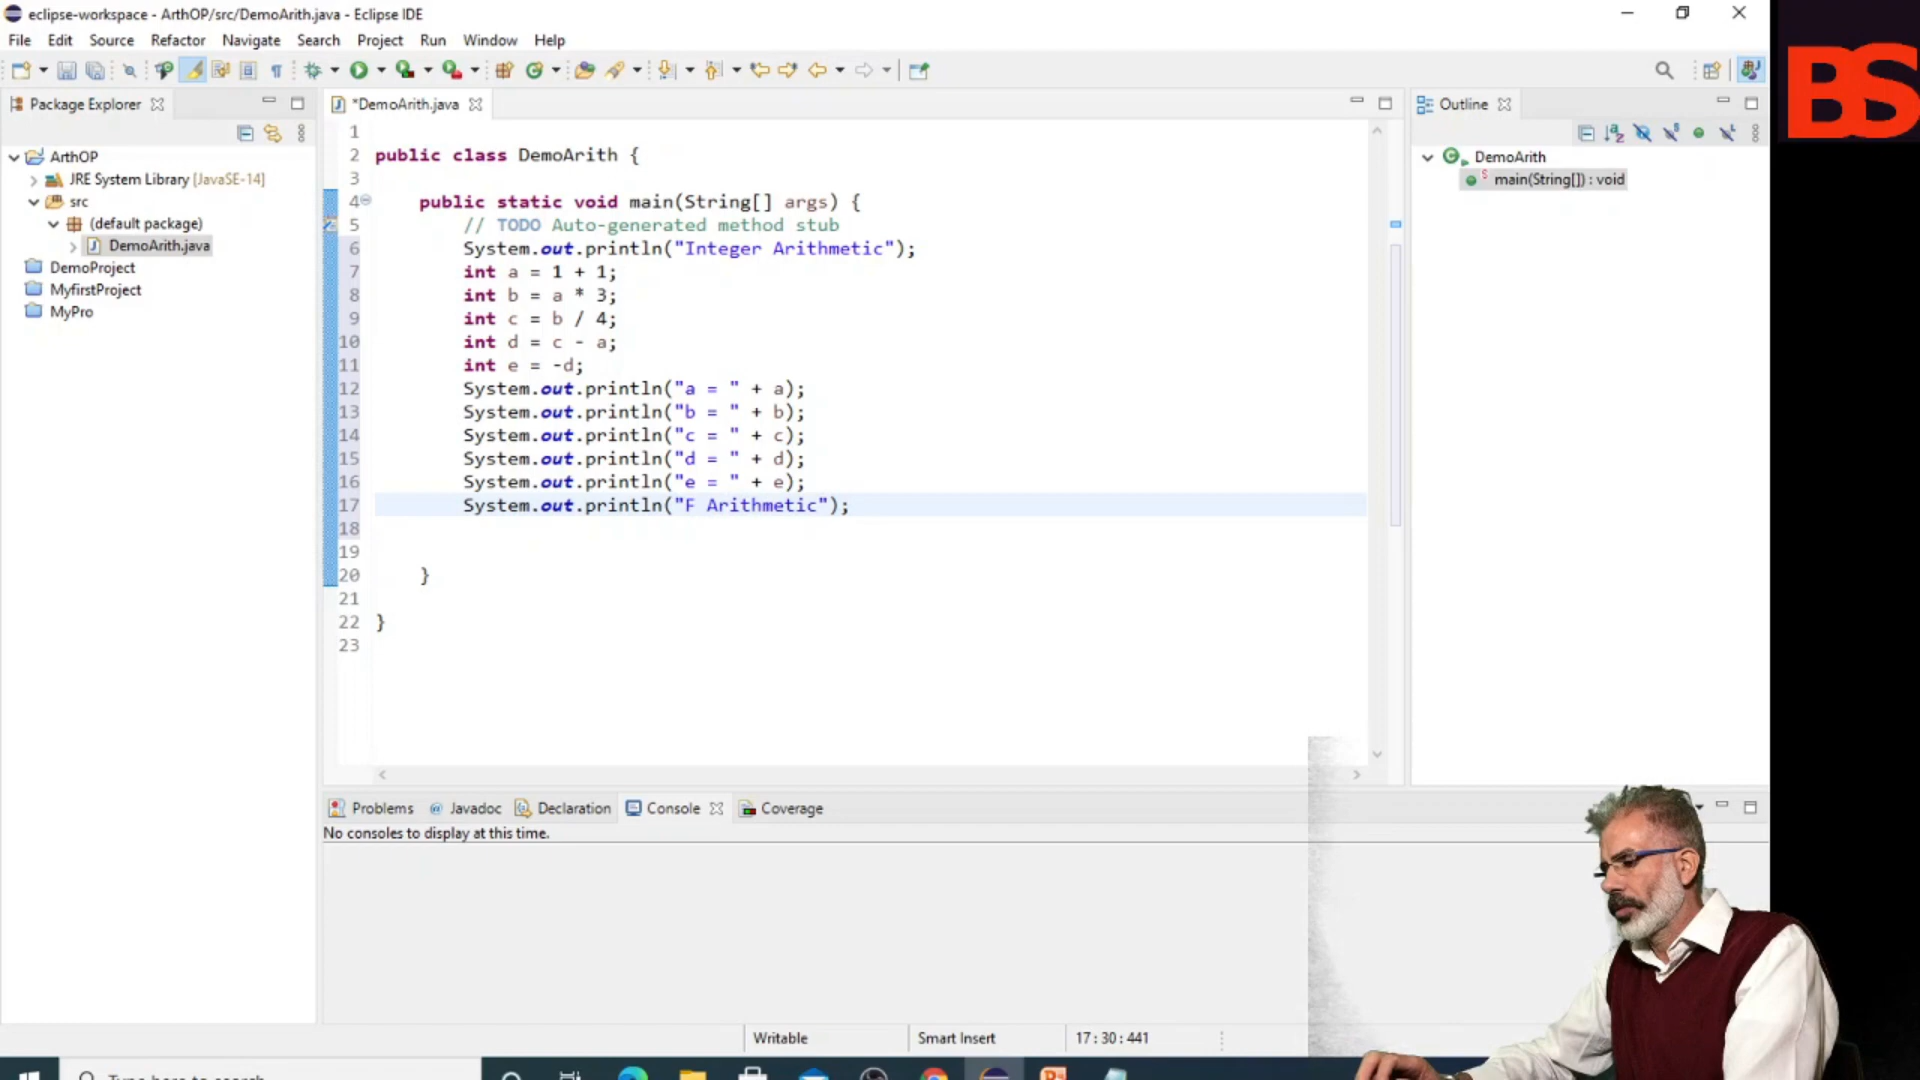 eclipse-workspace - ArthOP/src/DemoArith.java - Eclipse IDE
File Edit Source Refactor Navigate Search Project Run Window Help
BS
Package Explorer
*DemoArith.java
Outline
ArthOP
JRE System Library [JavaSE-14]
src
(default package)
DemoArith.java
DemoProject
MyfirstProject
MyPro
1
2 public class DemoArith {
3
4 public static void main(String[] args) {
5 // TODO Auto-generated method stub
6 System.out.println("Integer Arithmetic");
7 int a = 1 + 1;
8 int b = a * 3;
9 int c = b / 4;
10 int d = c - a;
11 int e = -d;
12 System.out.println("a = " + a);
13 System.out.println("b = " + b);
14 System.out.println("c = " + c);
15 System.out.println("d = " + d);
16 System.out.println("e = " + e);
17 System.out.println("F Arithmetic");
18
19
20 }
21
22 }
23
DemoArith
main(String[]) : void
Problems @ Javadoc Declaration Console Coverage
No consoles to display at this time.
Writable Smart Insert 17 : 30 : 441
Type here to search